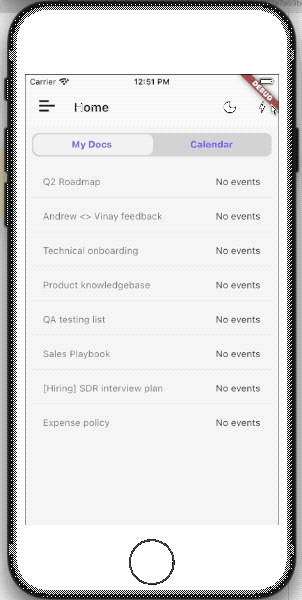 Carrier 12:51 PM
DEBUG
Home
My Docs Calendar
Q2 Roadmap No events
Andrew <> Vinay feedback No events
Technical onboarding No events
Product knowledgebase No events
QA testing list No events
Sales Playbook No events
[Hiring] SDR interview plan No events
Expense policy No events